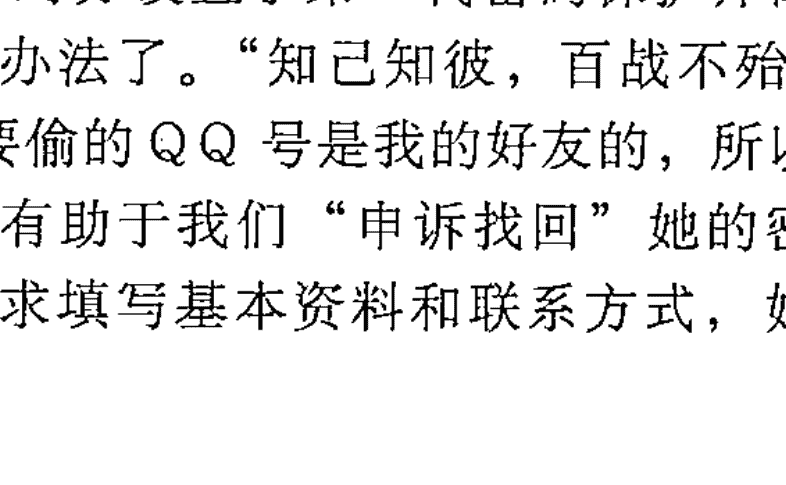 办法了。“知己知彼，百战不殆
偷的QQ 号是我的好友的，所
有助于我们“申诉找回”她的
求填写基本资料和联系方式，